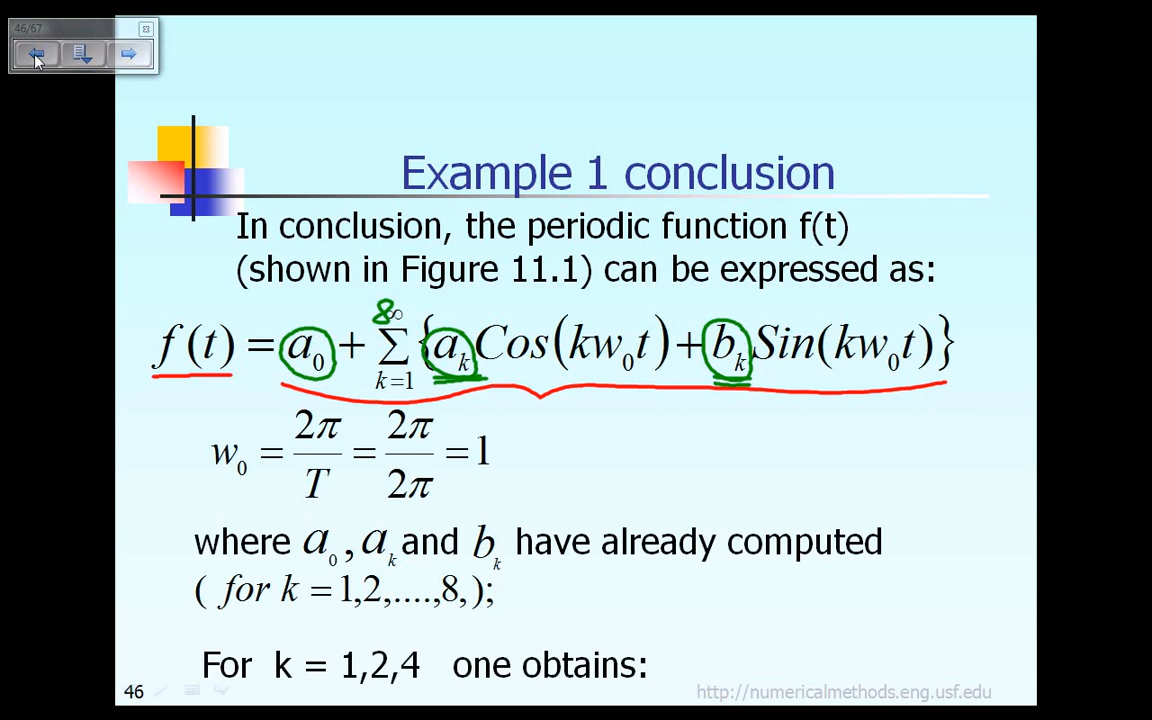 46/67
Example 1 conclusion
In conclusion, the periodic function f(t)
(shown in Figure 11.1) can be expressed as:
8
f(t) = a₀ + ∑_{k=1}^{∞} {a_k Cos(kw₀t) + b_k Sin(kw₀t)}
w₀ = 2π/T = 2π/2π = 1
where a₀, a_k and b_k have already computed
( for k = 1,2,....,8, );
For k = 1,2,4 one obtains:
46
http://numericalmethods.eng.usf.edu